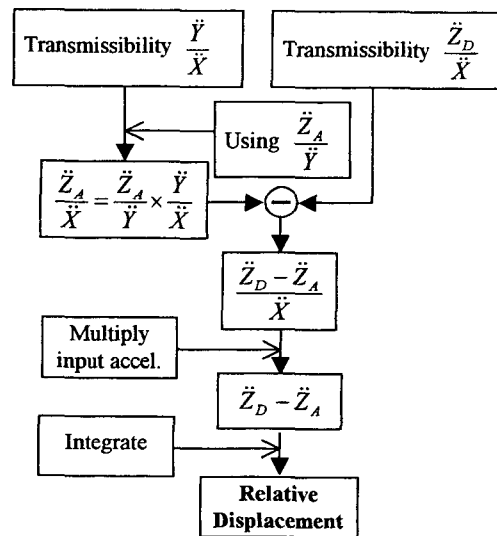 Transmissibility Ÿ/Ẍ
Transmissibility Z̈_D/Ẍ
Using Z̈_A/Ÿ
Z̈_A/Ẍ = Z̈_A/Ÿ × Ÿ/Ẍ
−
(Z̈_D − Z̈_A)/Ẍ
Multiply
input accel.
Z̈_D − Z̈_A
Integrate
Relative
Displacement